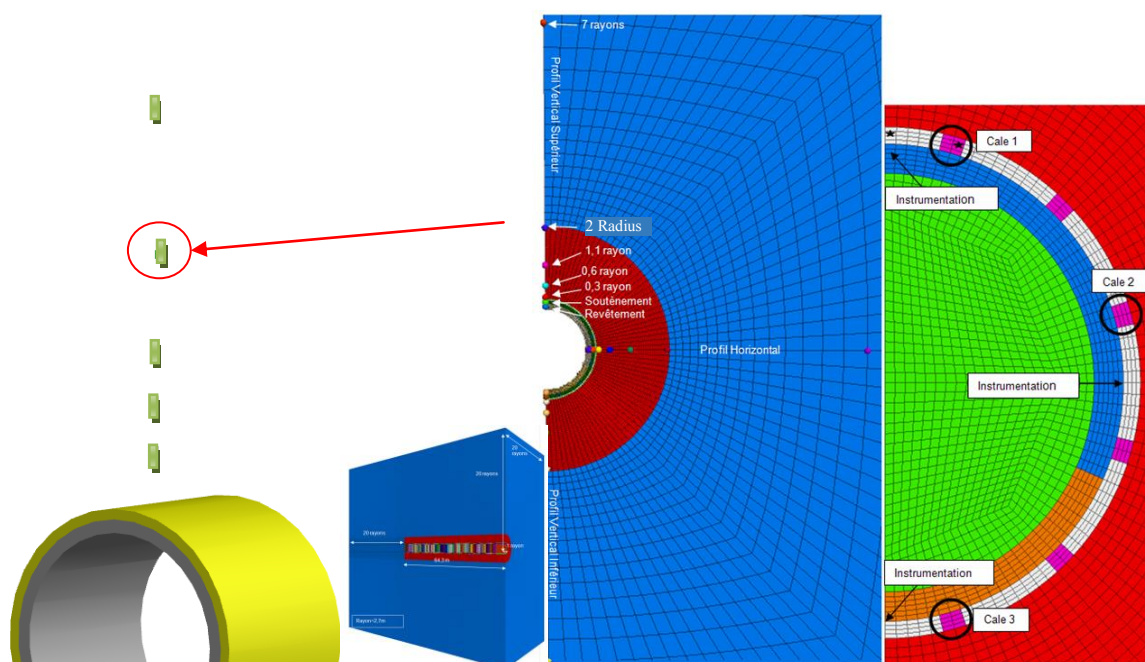 7 rayons
Profil Vertical Supérieur
2 Radius
1,1 rayon
0,6 rayon
0,3 rayon
Soutènement
Revêtement
Profil Horizontal
Profil Vertical Inférieur
20 rayons
20 rayons
20 rayons
rayon
Rayon=2,7m
Cale 1
Instrumentation
Cale 2
Instrumentation
Instrumentation
Cale 3